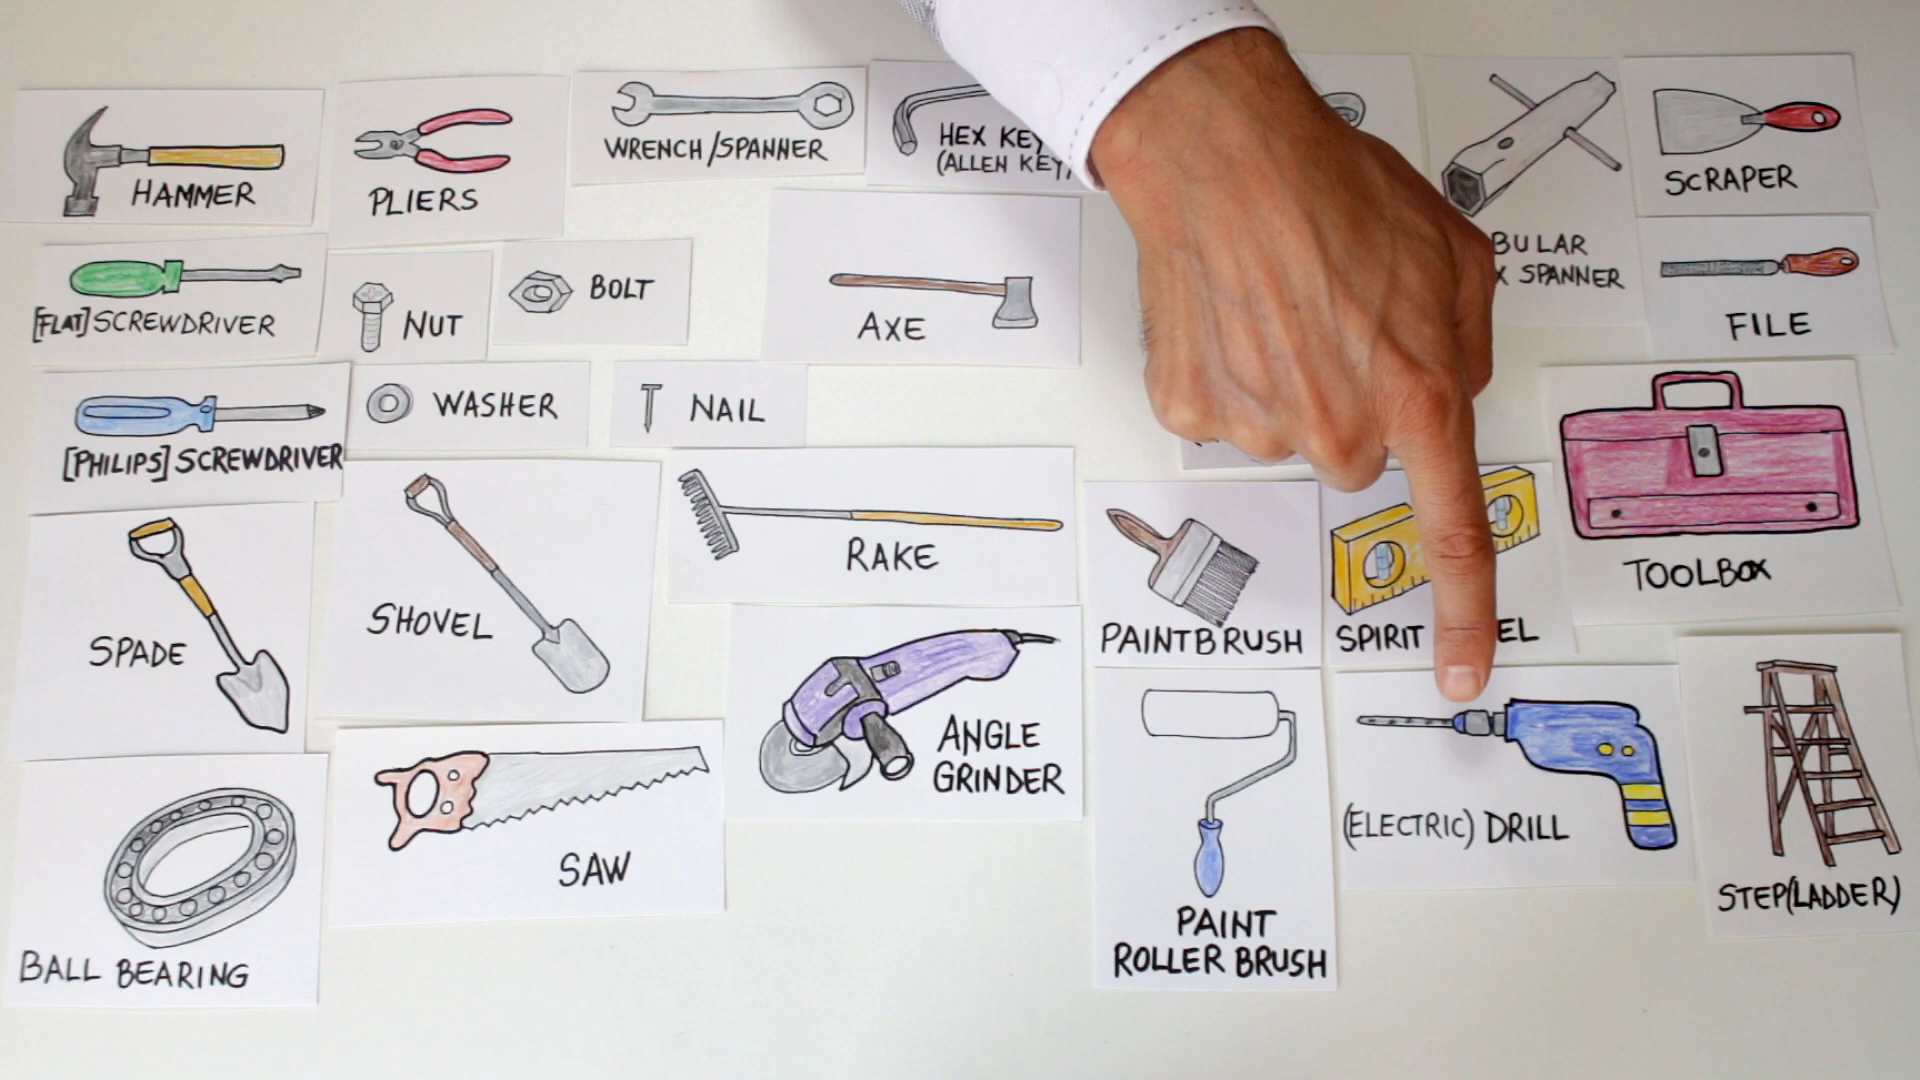 HAMMER
PLIERS
WRENCH/SPANNER
HEX KEY
(ALLEN KEY)
SCRAPER
[FLAT] SCREWDRIVER
NUT
BOLT
AXE
SPANNER
FILE
[PHILIPS] SCREWDRIVER
WASHER
NAIL
SPADE
SHOVEL
RAKE
PAINTBRUSH
SPIRIT
TOOLBOX
BALL BEARING
SAW
ANGLE
GRINDER
PAINT
ROLLER BRUSH
(ELECTRIC) DRILL
STEP(LADDER)